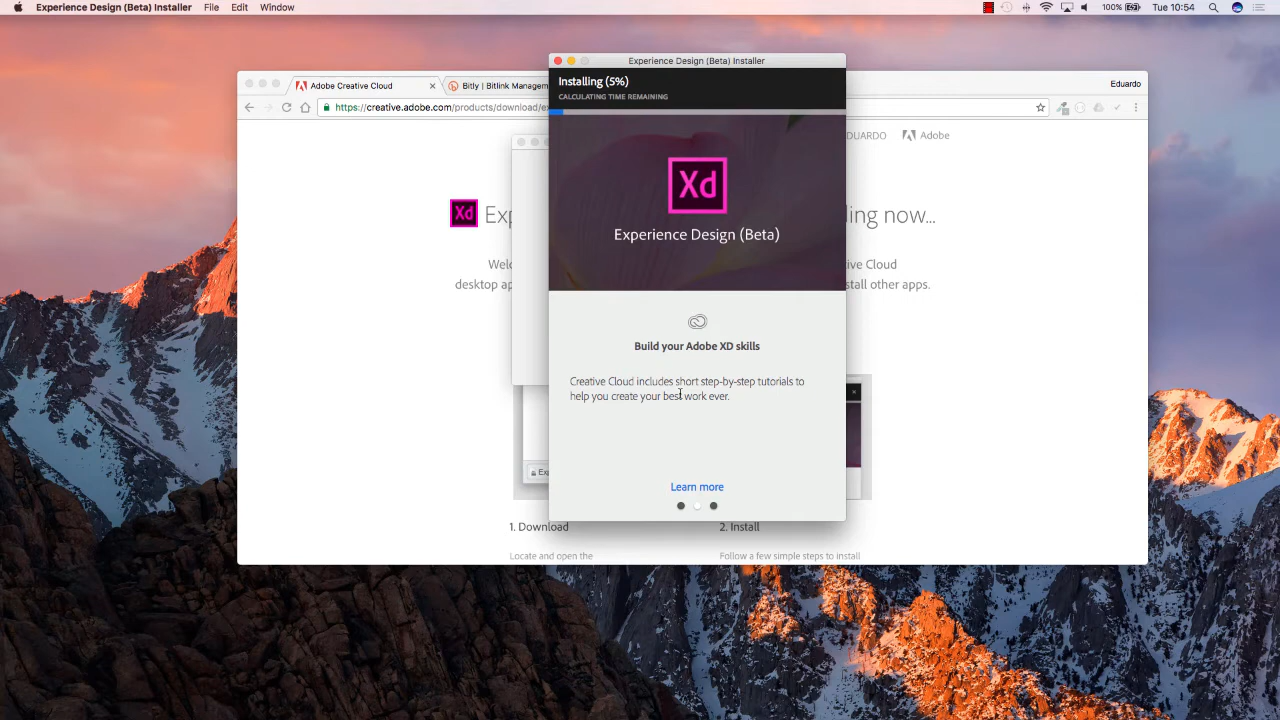 Experience Design (Beta) Installer File Edit Window 100% Tue 10:54
Experience Design (Beta) Installer
Installing (5%)
CALCULATING TIME REMAINING
Adobe Creative Cloud
Bitly | Bitlink Managem
Eduardo
https://creative.adobe.com/products/download/ex
EDUARDO Adobe
Xd
Experience Design (Beta)
Xd Exp ling now...
Welc ive Cloud
desktop ap stall other apps.
Build your Adobe XD skills
Creative Cloud includes short step-by-step tutorials to
help you create your best work ever.
Exp
Learn more
1. Download 2. Install
Locate and open the Follow a few simple steps to install